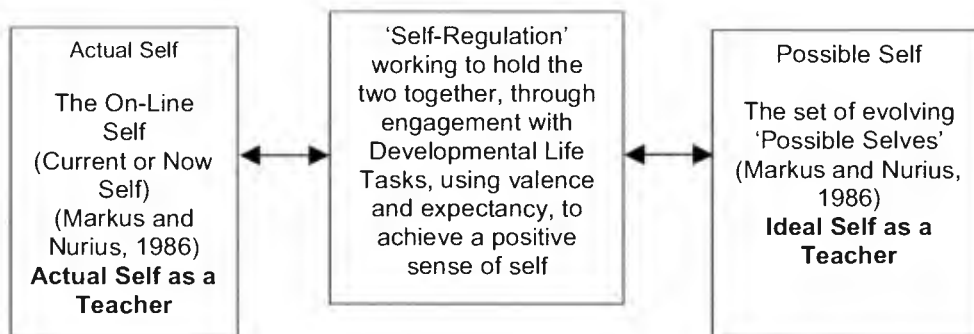 Actual Self
The On-Line
Self
(Current or Now
Self)
(Markus and
Nurius, 1986)
Actual Self as a
Teacher
‘Self-Regulation’
working to hold the
two together, through
engagement with
Developmental Life
Tasks, using valence
and expectancy, to
achieve a positive
sense of self
Possible Self
The set of evolving
‘Possible Selves’
(Markus and Nurius,
1986)
Ideal Self as a
Teacher